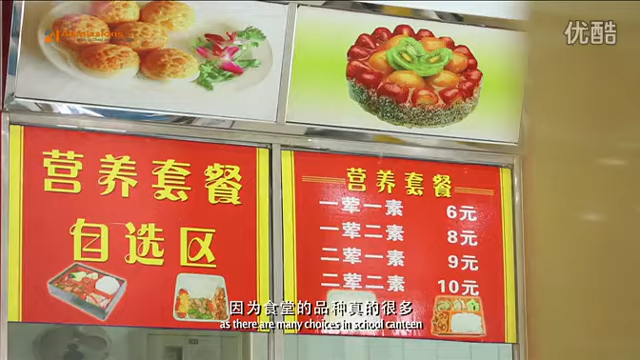 优酷
营养套餐
自选区
营养套餐
一荤一素 6元
一荤二素 8元
二荤一素 9元
二荤二素 10元
因为食堂的品种真的很多
as there are many choices in school canteen